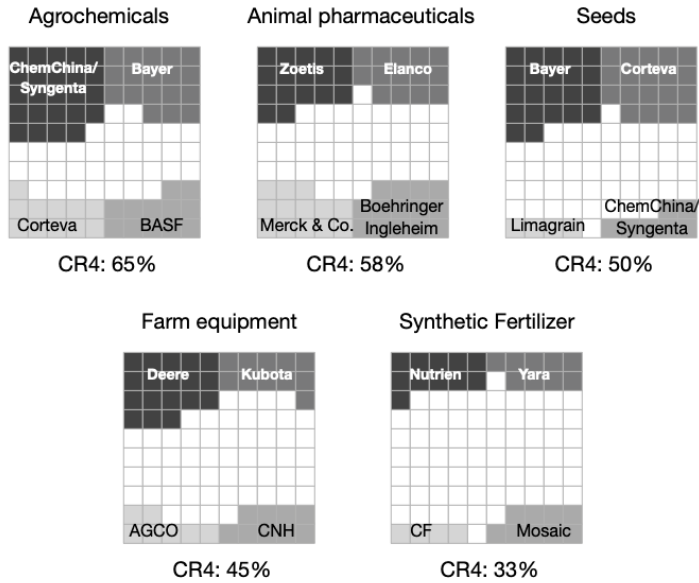 Agrochemicals
ChemChina/
Syngenta
Bayer
Corteva
BASF
CR4: 65%
Animal pharmaceuticals
Zoetis
Elanco
Merck & Co.
Boehringer
Ingleheim
CR4: 58%
Seeds
Bayer
Corteva
Limagrain
ChemChina/
Syngenta
CR4: 50%
Farm equipment
Deere
Kubota
AGCO
CNH
CR4: 45%
Synthetic Fertilizer
Nutrien
Yara
CF
Mosaic
CR4: 33%